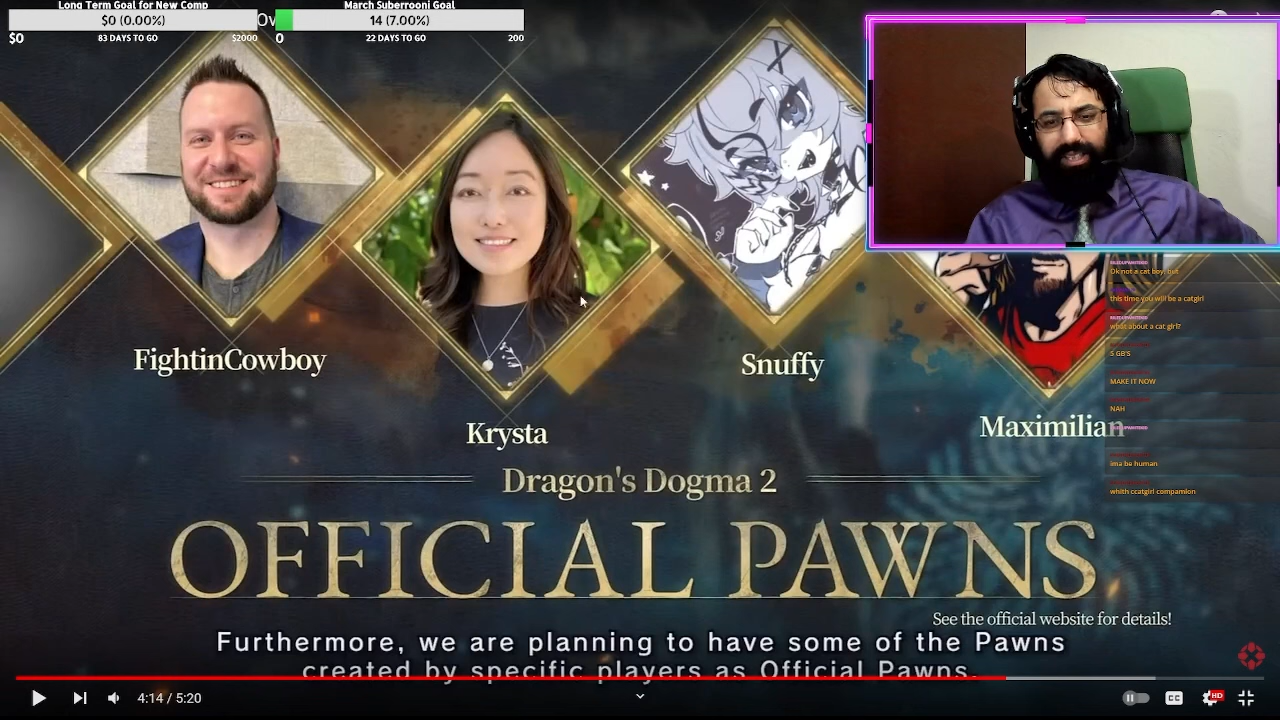 Long Term Goal for New Comp
$0 (0.00%)
$0
83 DAYS TO GO
$2000
Ov
March Suberrooni Goal
14 (7.00%)
0
22 DAYS TO GO
200
FightinCowboy
Krysta
Snuffy
Maximilian
Ok not a cat boy, but
this time you will be a catgirl
what about a cat girl?
5 GB'S
MAKE IT NOW
NAH
ima be human
whith ccatgirl compamion
Dragon's Dogma 2
OFFICIAL PAWNS
See the official website for details!
Furthermore, we are planning to have some of the Pawns
created by specific players as Official Pawns.
4:14 / 5:20
CC
HD